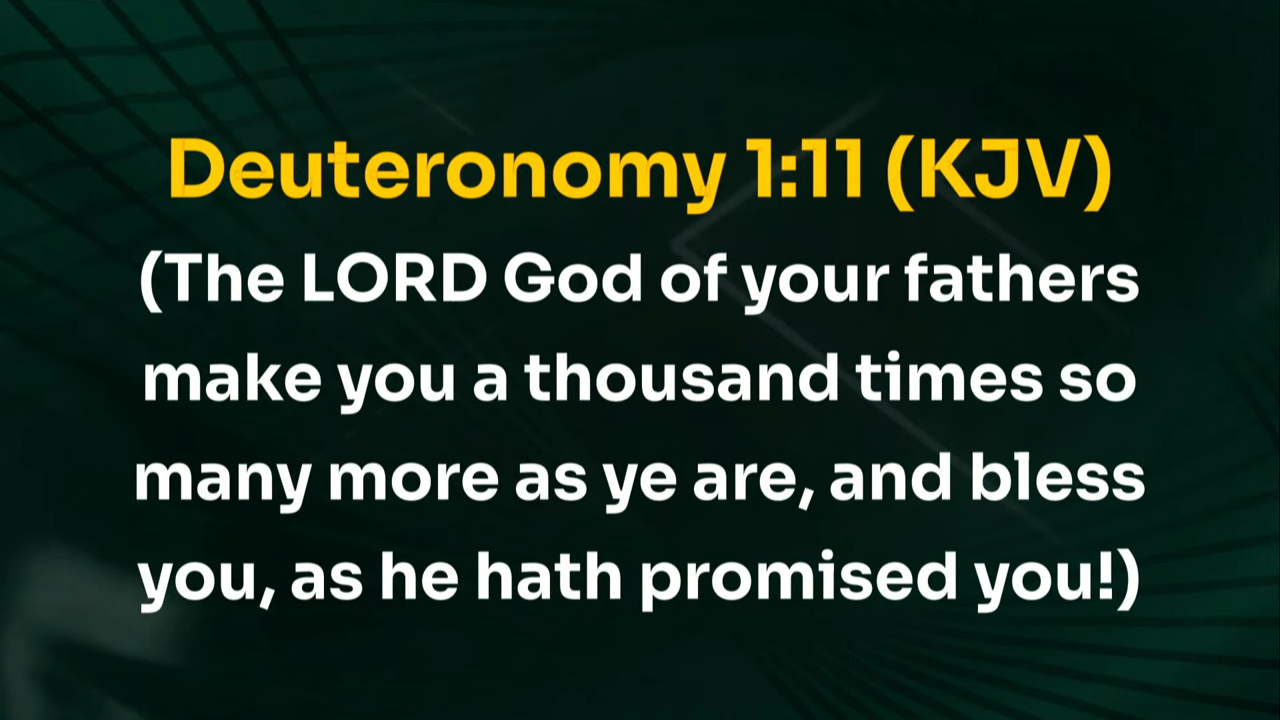 Deuteronomy 1:11 (KJV)
(The LORD God of your fathers
make you a thousand times so
many more as ye are, and bless
you, as he hath promised you!)